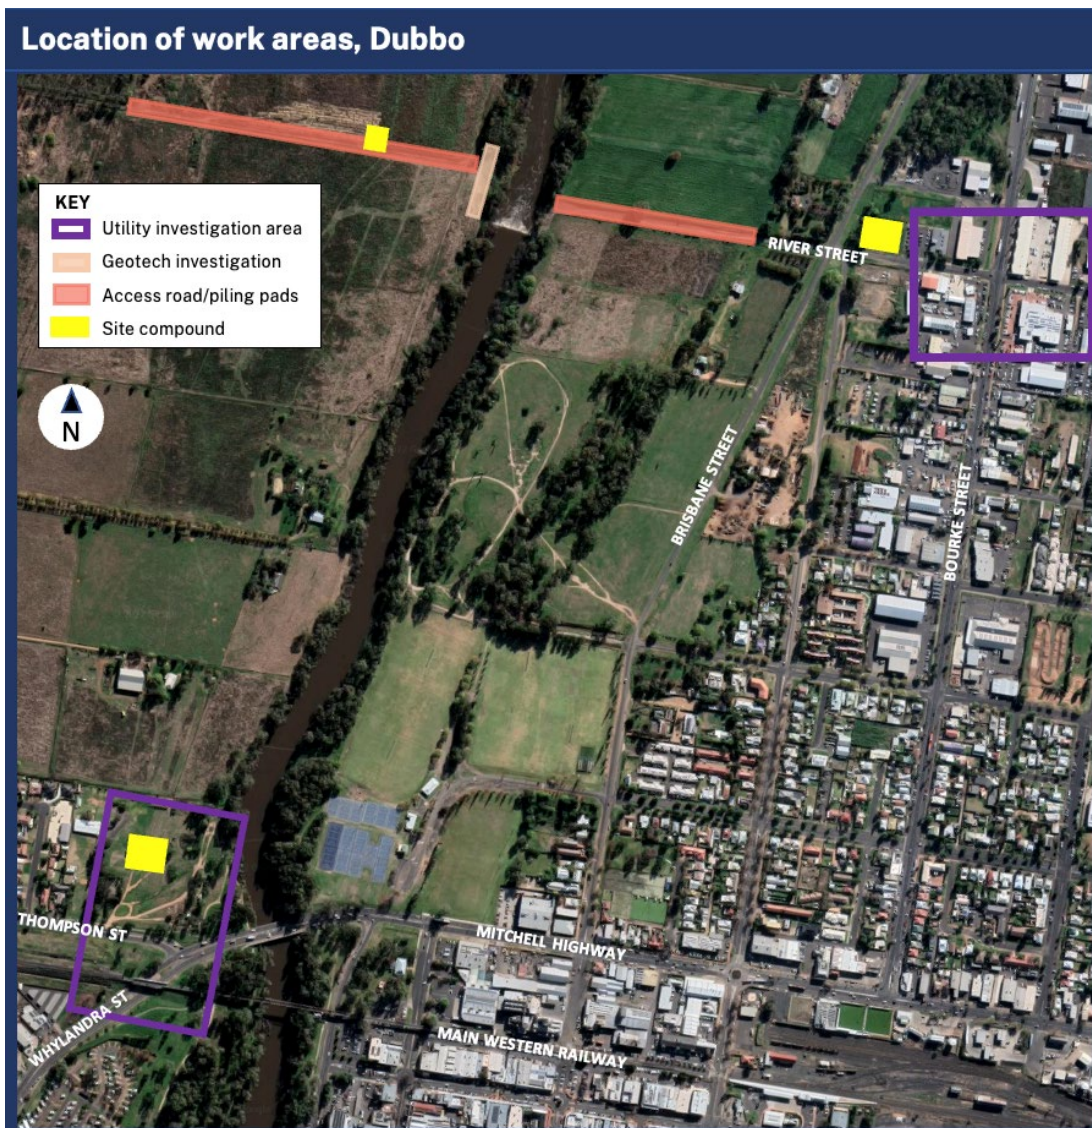 Location of work areas, Dubbo
KEY
Utility investigation area
Geotech investigation
Access road/piling pads
Site compound
N
RIVER STREET
BRISBANE STREET
BOURKE STREET
THOMPSON ST
MITCHELL HIGHWAY
WHYLANDRA ST
MAIN WESTERN RAILWAY